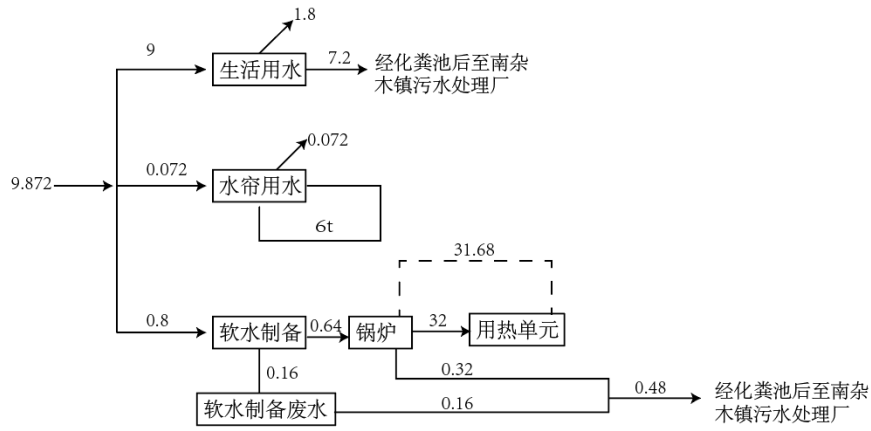 1.8
9
生活用水
7.2
经化粪池后至南杂
木镇污水处理厂
0.072
9.872
0.072
水帘用水
6t
31.68
0.8
软水制备
0.64
锅炉
32
用热单元
0.16
0.32
0.48
经化粪池后至南杂
木镇污水处理厂
软水制备废水
0.16